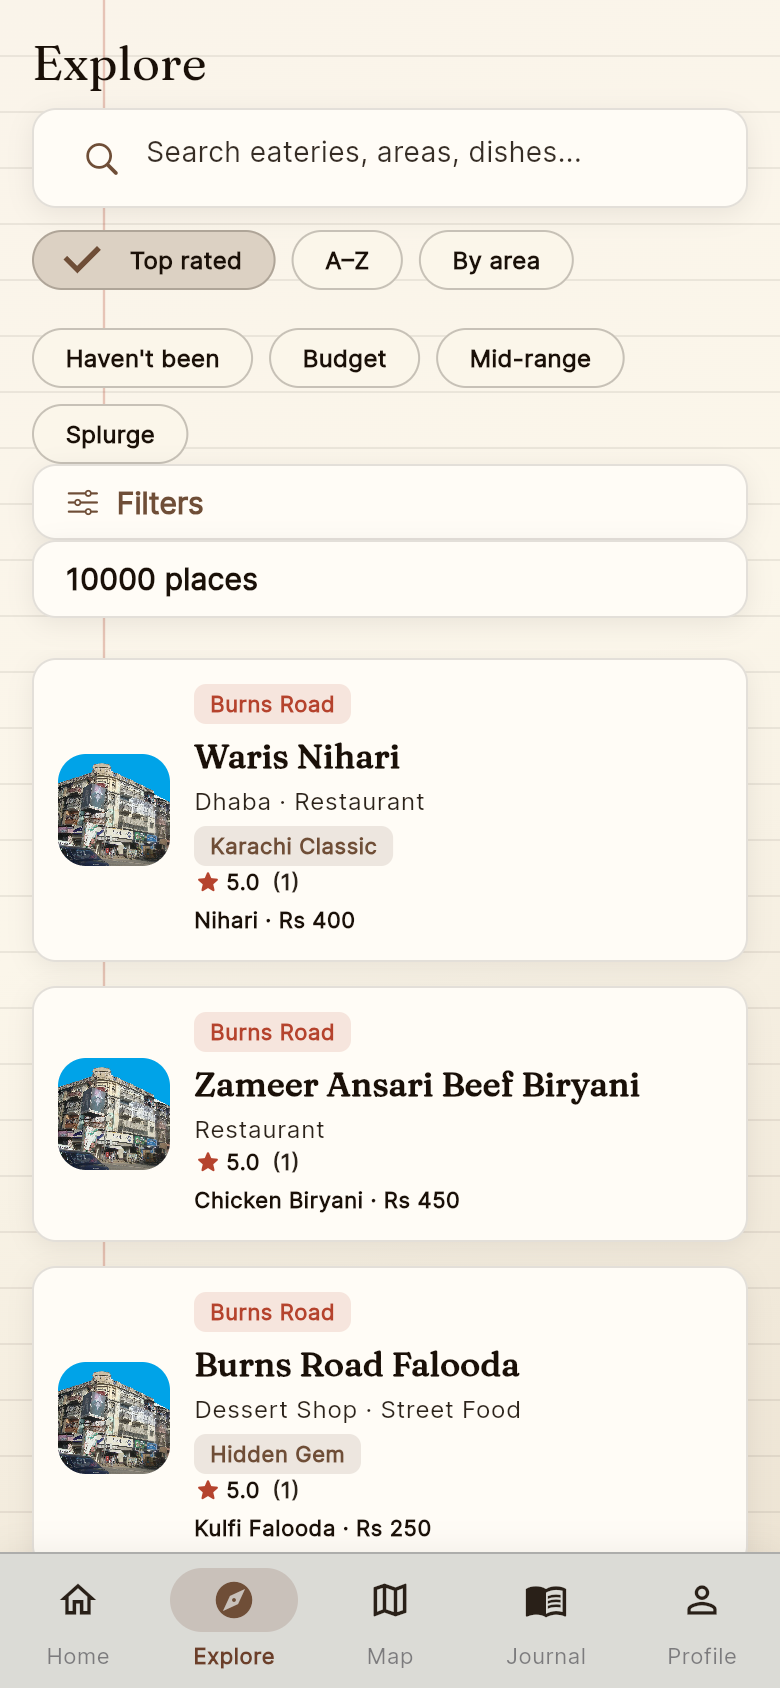 Explore
Search eateries, areas, dishes...
Top rated
A–Z
By area
Haven't been
Budget
Mid-range
Splurge
Filters
10000 places
Burns Road
Waris Nihari
Dhaba · Restaurant
Karachi Classic
5.0 (1)
Nihari · Rs 400
Burns Road
Zameer Ansari Beef Biryani
Restaurant
5.0 (1)
Chicken Biryani · Rs 450
Burns Road
Burns Road Falooda
Dessert Shop · Street Food
Hidden Gem
5.0 (1)
Kulfi Falooda · Rs 250
Home
Explore
Map
Journal
Profile